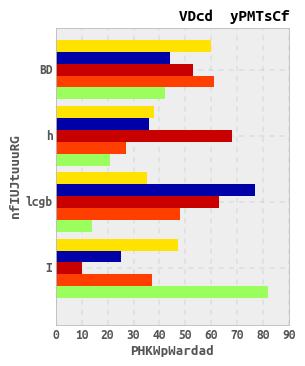 VDcd  yPMTsCf
nfIUJtuuuRG
BD
h
lcgb
I
0 10 20 30 40 50 60 70 80 90
PHKWpWardad